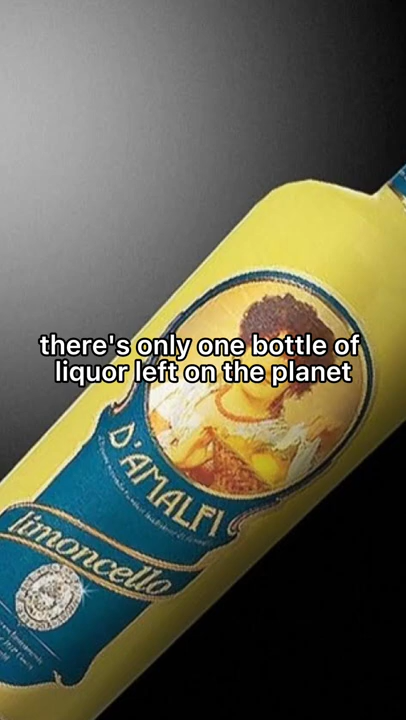 there's only one bottle of
liquor left on the planet
D'AMALFI
limoncello